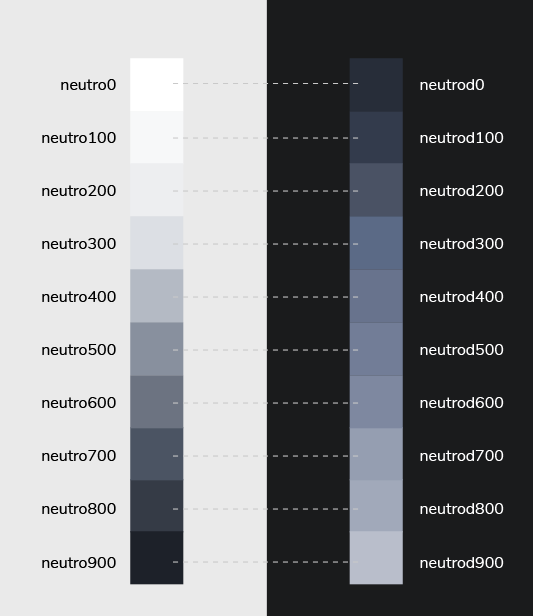 neutro0 neutrod0
neutro100 neutrod100
neutro200 neutrod200
neutro300 neutrod300
neutro400 neutrod400
neutro500 neutrod500
neutro600 neutrod600
neutro700 neutrod700
neutro800 neutrod800
neutro900 neutrod900